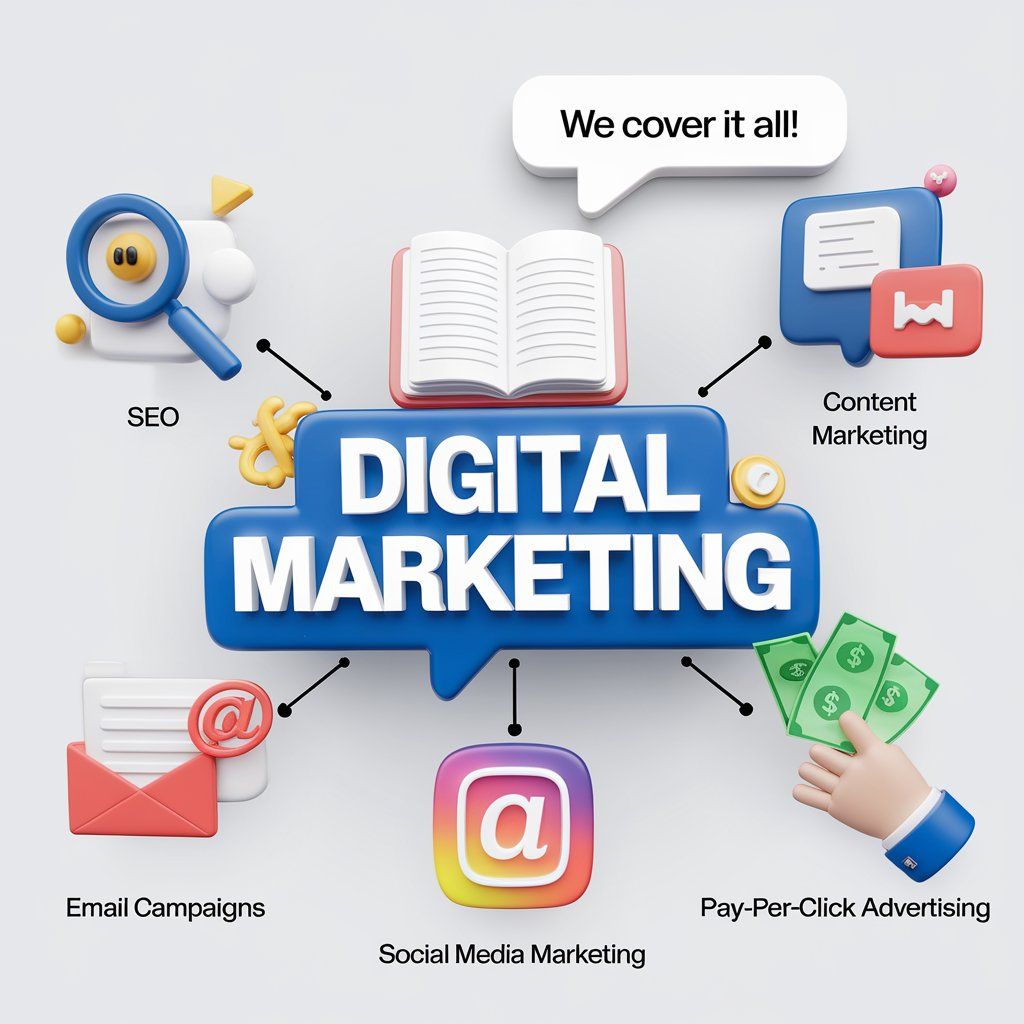 We cover it all!
SEO
Content
Marketing
DIGITAL
MARKETING
$ $ $
@
a
Email Campaigns
Social Media Marketing
Pay-Per-Click Advertising